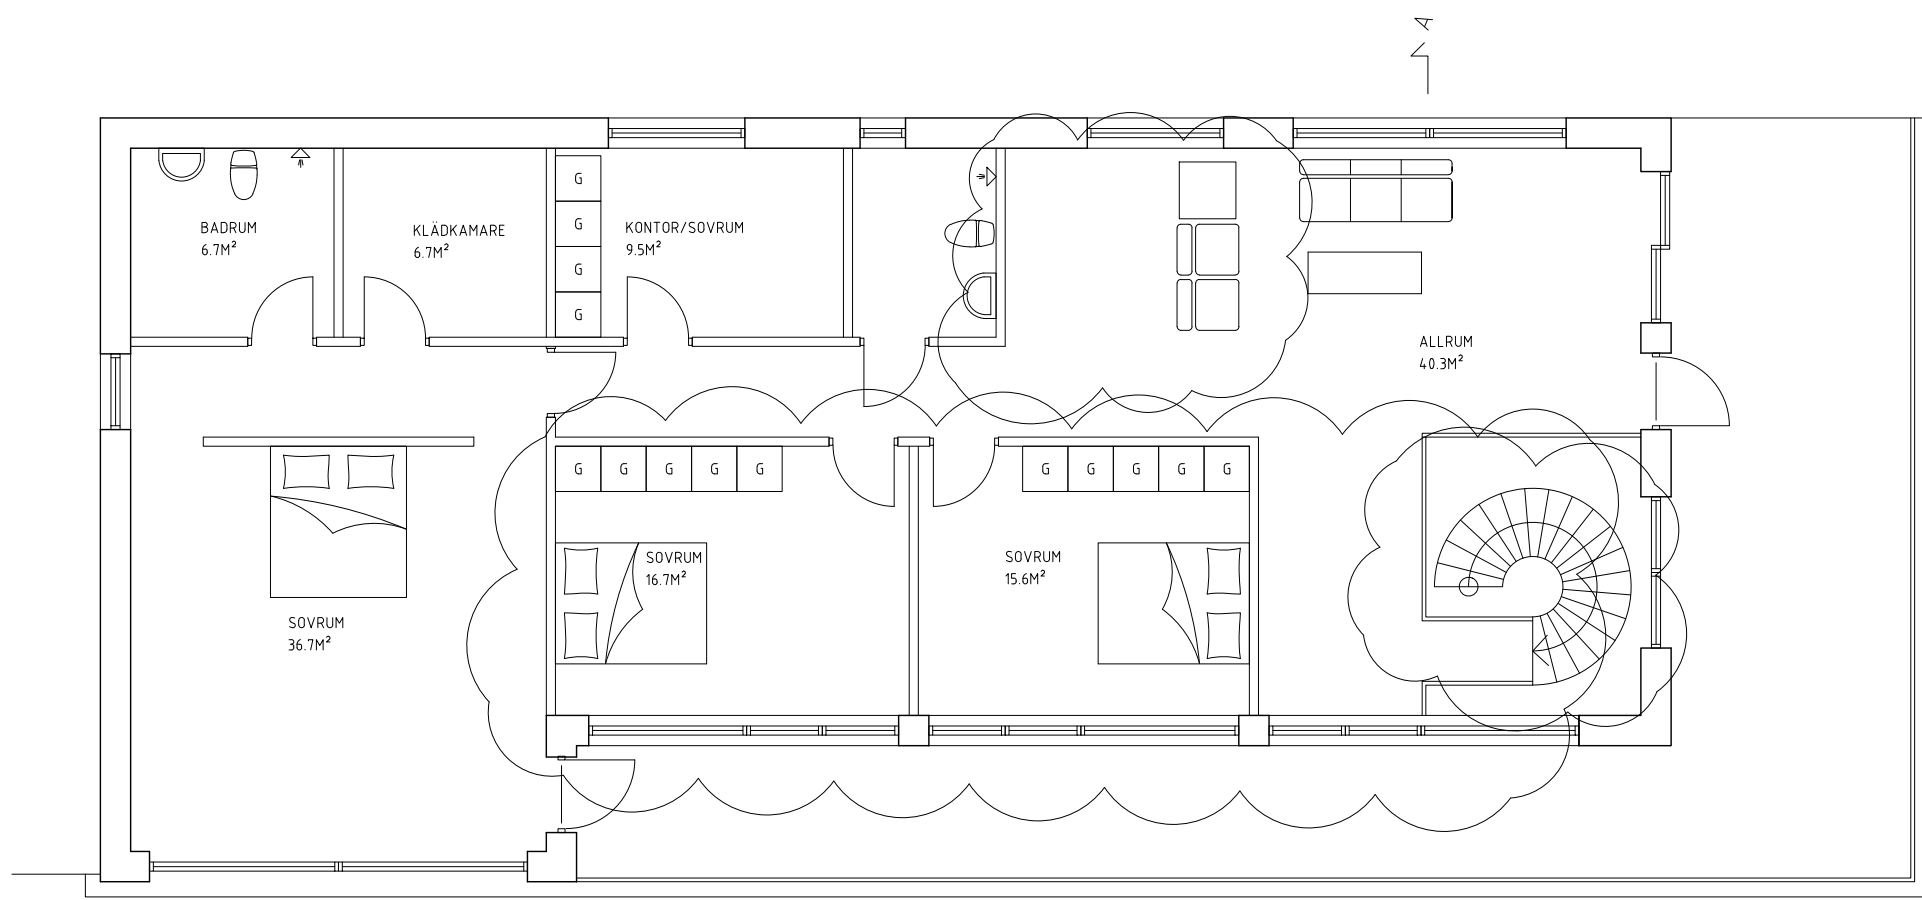 A
BADRUM
6.7M²
KLÄDKAMARE
6.7M²
G
G
G
G
KONTOR/SOVRUM
9.5M²
ALLRUM
40.3M²
G G G G G
G G G G G
SOVRUM
16.7M²
SOVRUM
15.6M²
SOVRUM
36.7M²